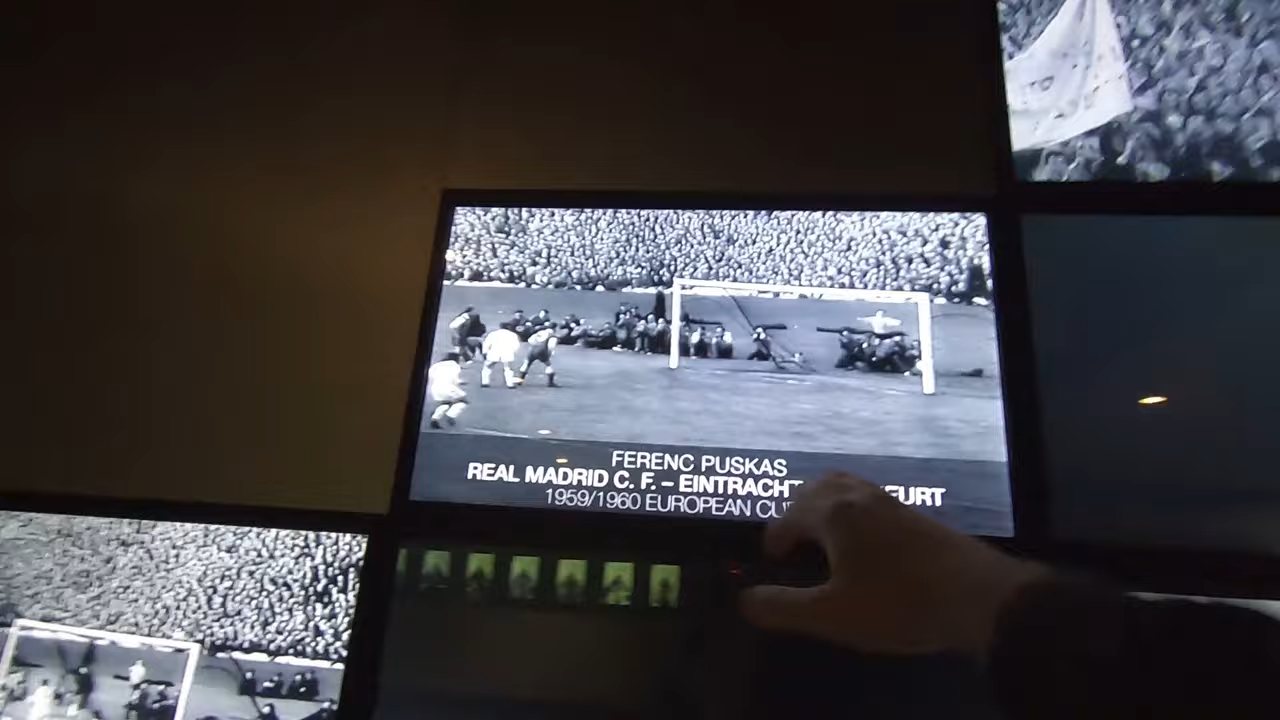 FERENC PUSKAS
REAL MADRID C. F. – EINTRACHT
1959/1960 EUROPEAN